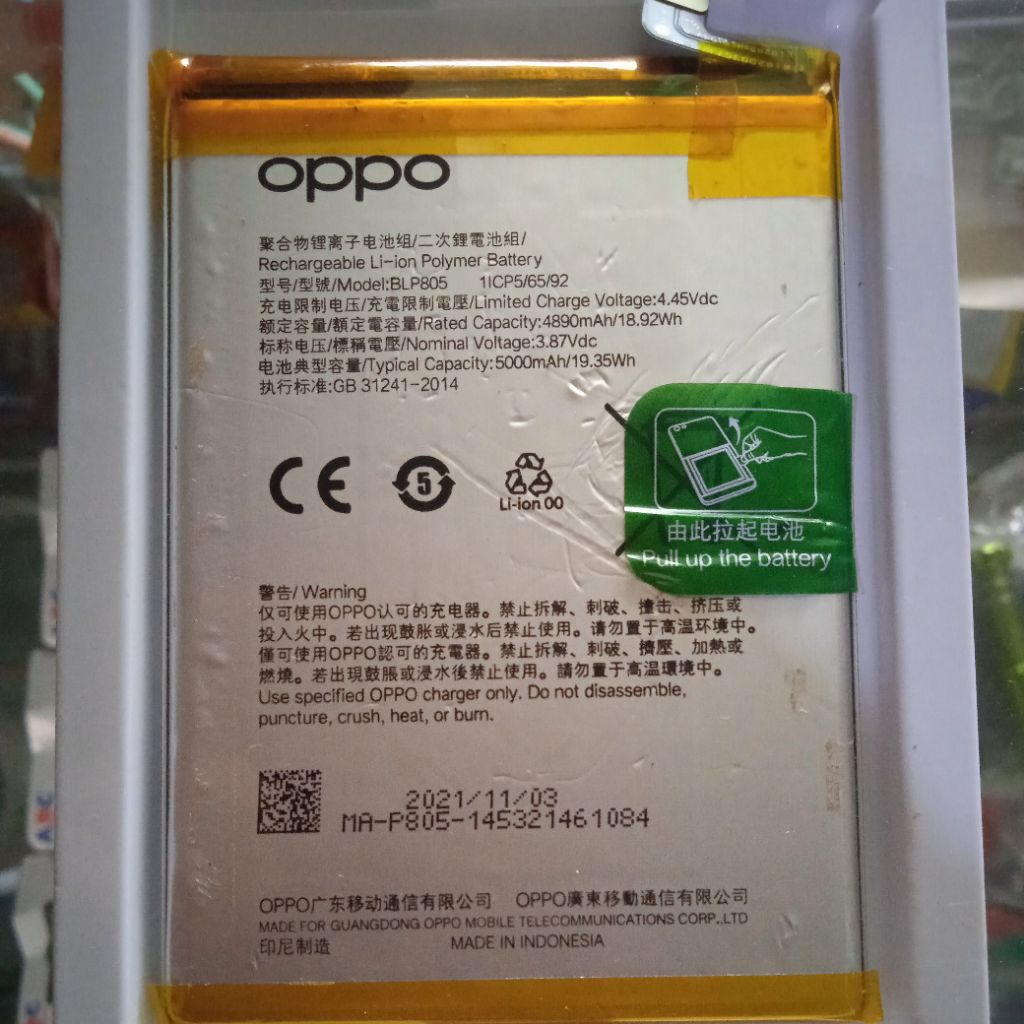 oppo
聚合物锂离子电池组/二次鋰電池組/
Rechargeable Li-ion Polymer Battery
型号/型號/Model:BLP805 1ICP5/65/92
充电限制电压/充電限制電壓/Limited Charge Voltage:4.45Vdc
额定容量/額定電容量/Rated Capacity:4890mAh/18.92Wh
标称电压/標稱電壓/Nominal Voltage:3.87Vdc
电池典型容量/Typical Capacity:5000mAh/19.35Wh
执行标准:GB 31241-2014
CE
5
Li-ion 00
由此拉起电池
Pull up the battery
警告/ Warning
仅可使用OPPO认可的充电器。禁止拆解、刺破、撞击、挤压或
投入火中。若出现鼓胀或浸水后禁止使用。请勿置于高温环境中。
僅可使用OPPO認可的充電器。禁止拆解、刺破、擠壓、加熱或
燃燒。若出現鼓脹或浸水後禁止使用。請勿置于高溫環境中。
Use specified OPPO charger only. Do not disassemble,
puncture, crush, heat, or burn.
2021/11/03
MA-P805-145321461084
OPPO广东移动通信有限公司 OPPO廣東移動通信有限公司
MADE FOR GUANGDONG OPPO MOBILE TELECOMMUNICATIONS CORP.,LTD
印尼制造 MADE IN INDONESIA